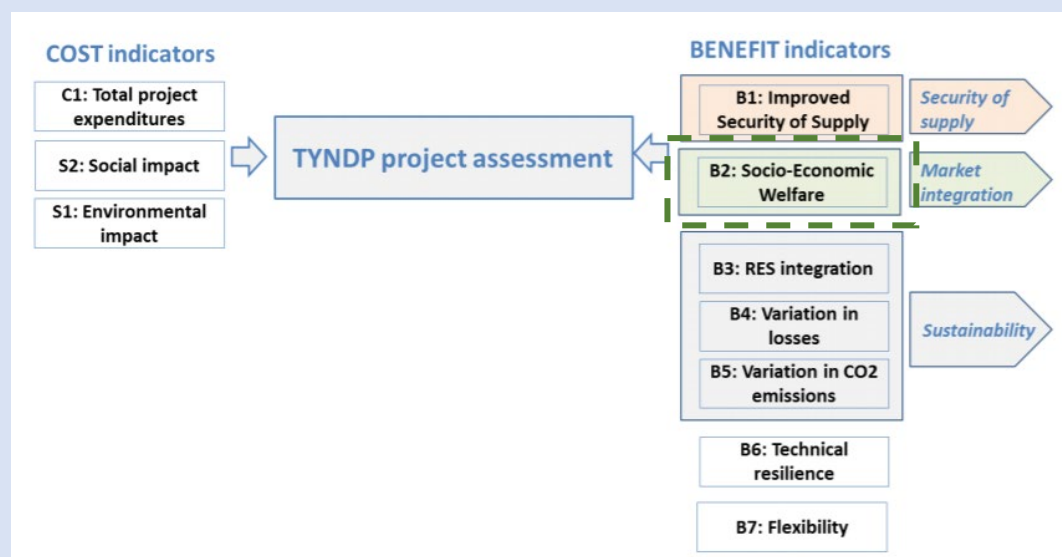 COST indicators
C1: Total project
expenditures
S2: Social impact
S1: Environmental
impact
TYNDP project assessment
BENEFIT indicators
B1: Improved
Security of Supply
Security of
supply
B2: Socio-Economic
Welfare
Market
integration
B3: RES integration
B4: Variation in
losses
B5: Variation in CO2
emissions
Sustainability
B6: Technical
resilience
B7: Flexibility